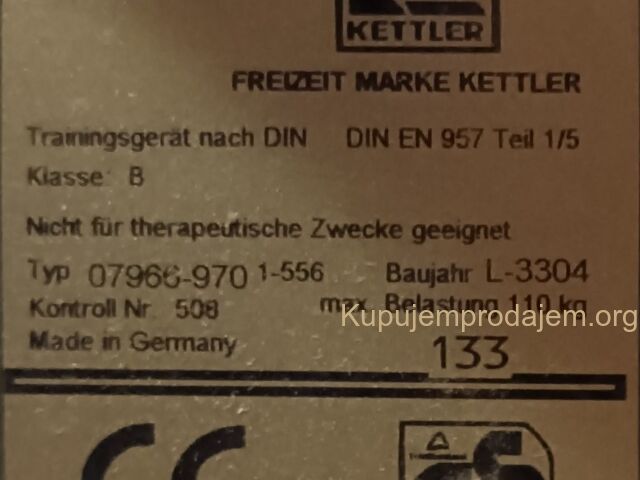 KETTLER
FREIZEIT MARKE KETTLER
Trainingsgerät nach DIN DIN EN 957 Teil 1/5
Klasse: B
Nicht für therapeutische Zwecke geeignet
Typ 07966-970 1-556 Baujahr L-3304
Kontroll Nr. 508 max. Belastung 110 kg
Kupujemprodajem.org
Made in Germany 133
CE